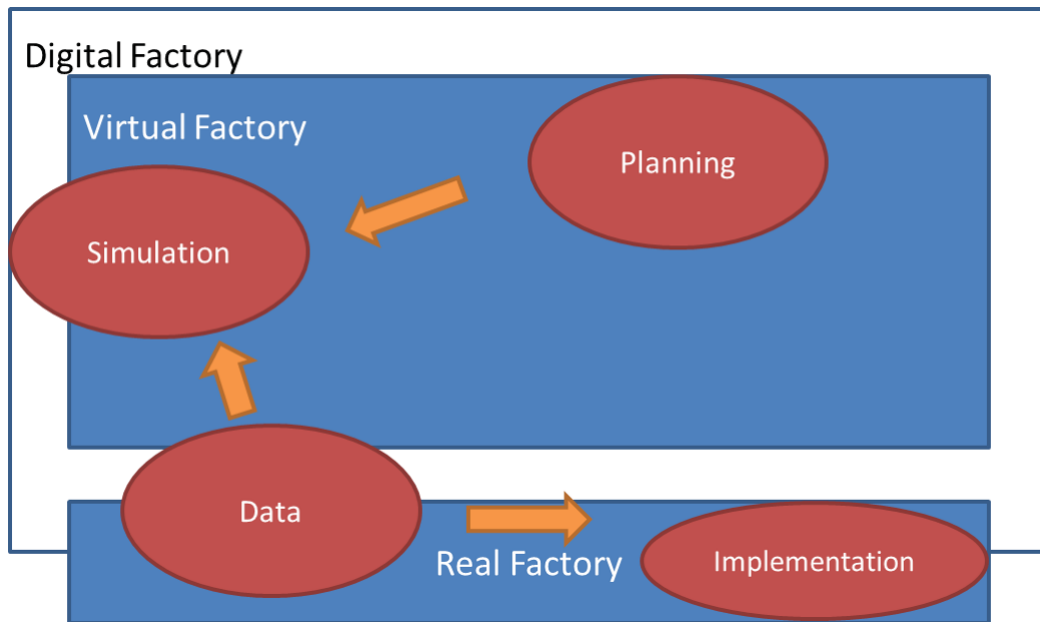 Digital Factory
Virtual Factory
Planning
Simulation
Data
Real Factory
Implementation